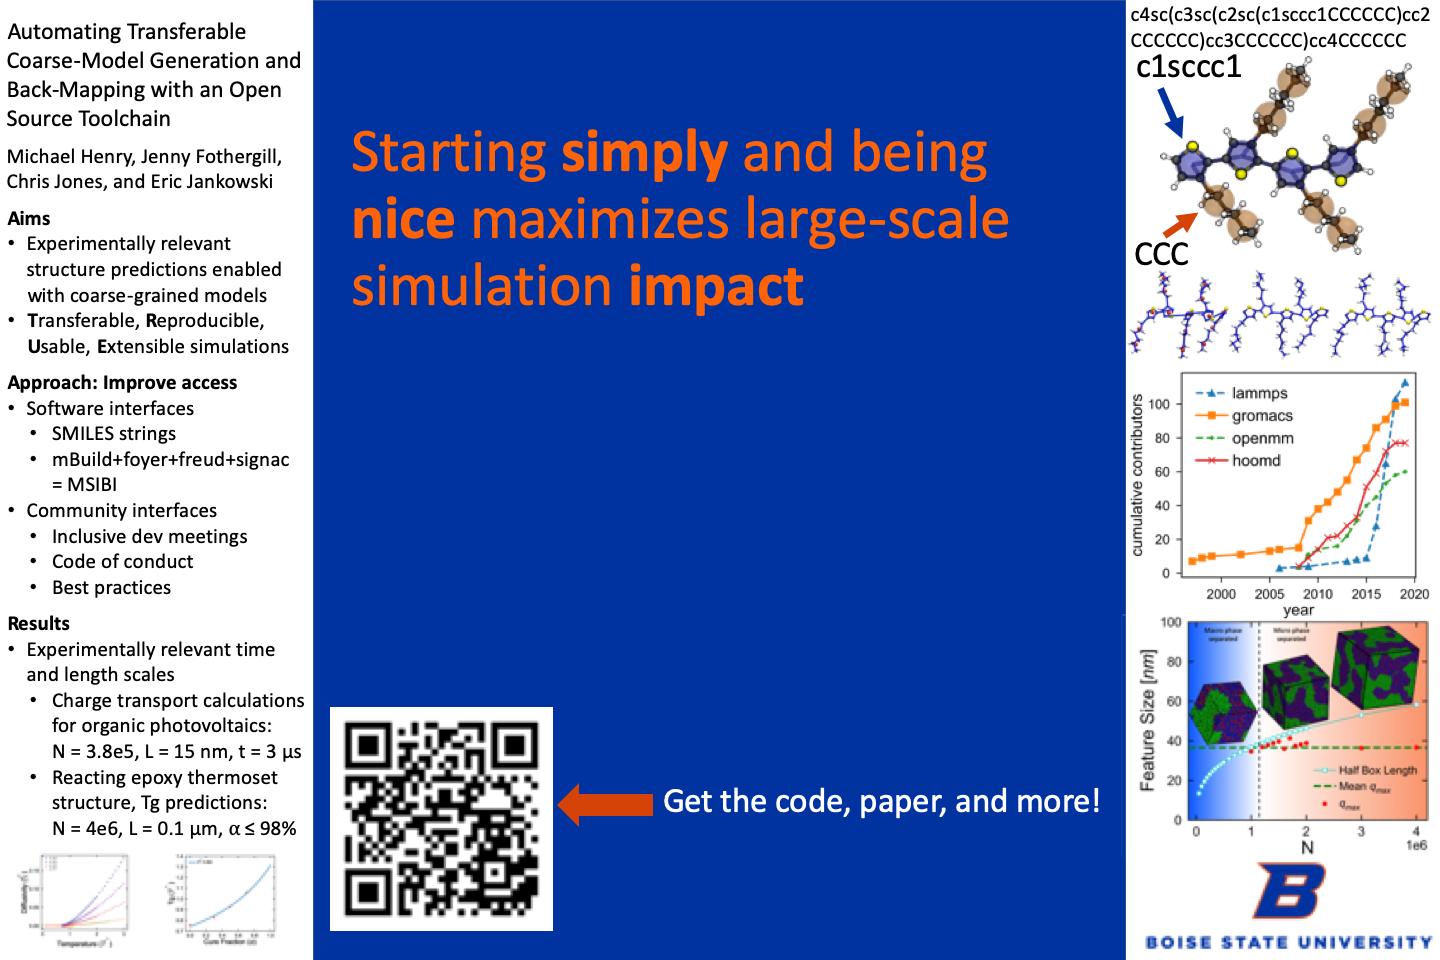 Automating Transferable
Coarse-Model Generation and
Back-Mapping with an Open
Source Toolchain
Michael Henry, Jenny Fothergill,
Chris Jones, and Eric Jankowski
Aims
• Experimentally relevant
structure predictions enabled
with coarse-grained models
• Transferable, Reproducible,
Usable, Extensible simulations
Approach: Improve access
• Software interfaces
• SMILES strings
• mBuild+foyer+freud+signac
= MSIBI
• Community interfaces
• Inclusive dev meetings
• Code of conduct
• Best practices
Results
• Experimentally relevant time
and length scales
• Charge transport calculations
for organic photovoltaics:
N = 3.8e5, L = 15 nm, t = 3 µs
• Reacting epoxy thermoset
structure, Tg predictions:
N = 4e6, L = 0.1 µm, α ≤ 98%
Temperature
Cure Fraction (α)
Starting simply and being
nice maximizes large-scale
simulation impact
Get the code, paper, and more!
c4sc(c3sc(c2sc(c1sccc1CCCCCC)cc2
CCCCCC)cc3CCCCCC)cc4CCCCCC
c1sccc1
CCC
cumulative contributors
100
80
60
40
20
0
lammps
gromacs
openmm
hoomd
2000 2005 2010 2015 2020
year
Feature Size [nm]
100
80
60
40
20
0
Macro phase separated
Micro phase separated
Half Box Length
Mean qmax
qmax
0 1 2 3 4
1e6
N
B
BOISE STATE UNIVERSITY